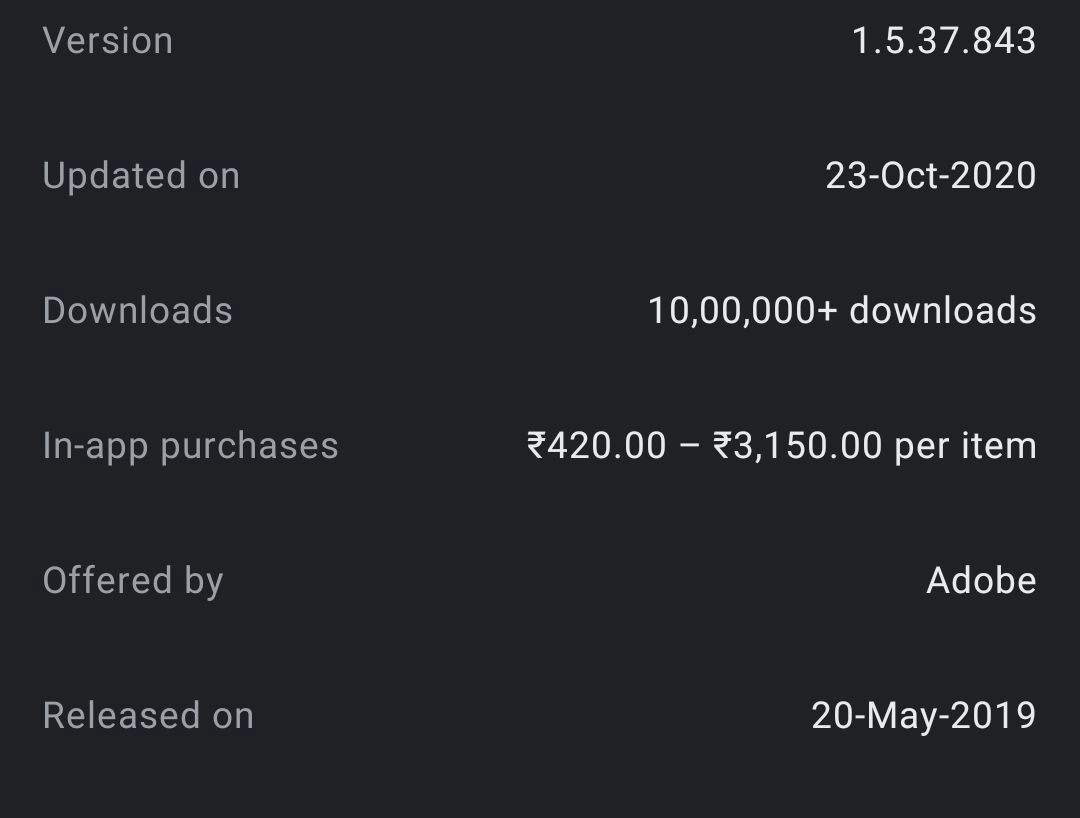 Version 1.5.37.843
Updated on 23-Oct-2020
Downloads 10,00,000+ downloads
In-app purchases ₹420.00 – ₹3,150.00 per item
Offered by Adobe
Released on 20-May-2019